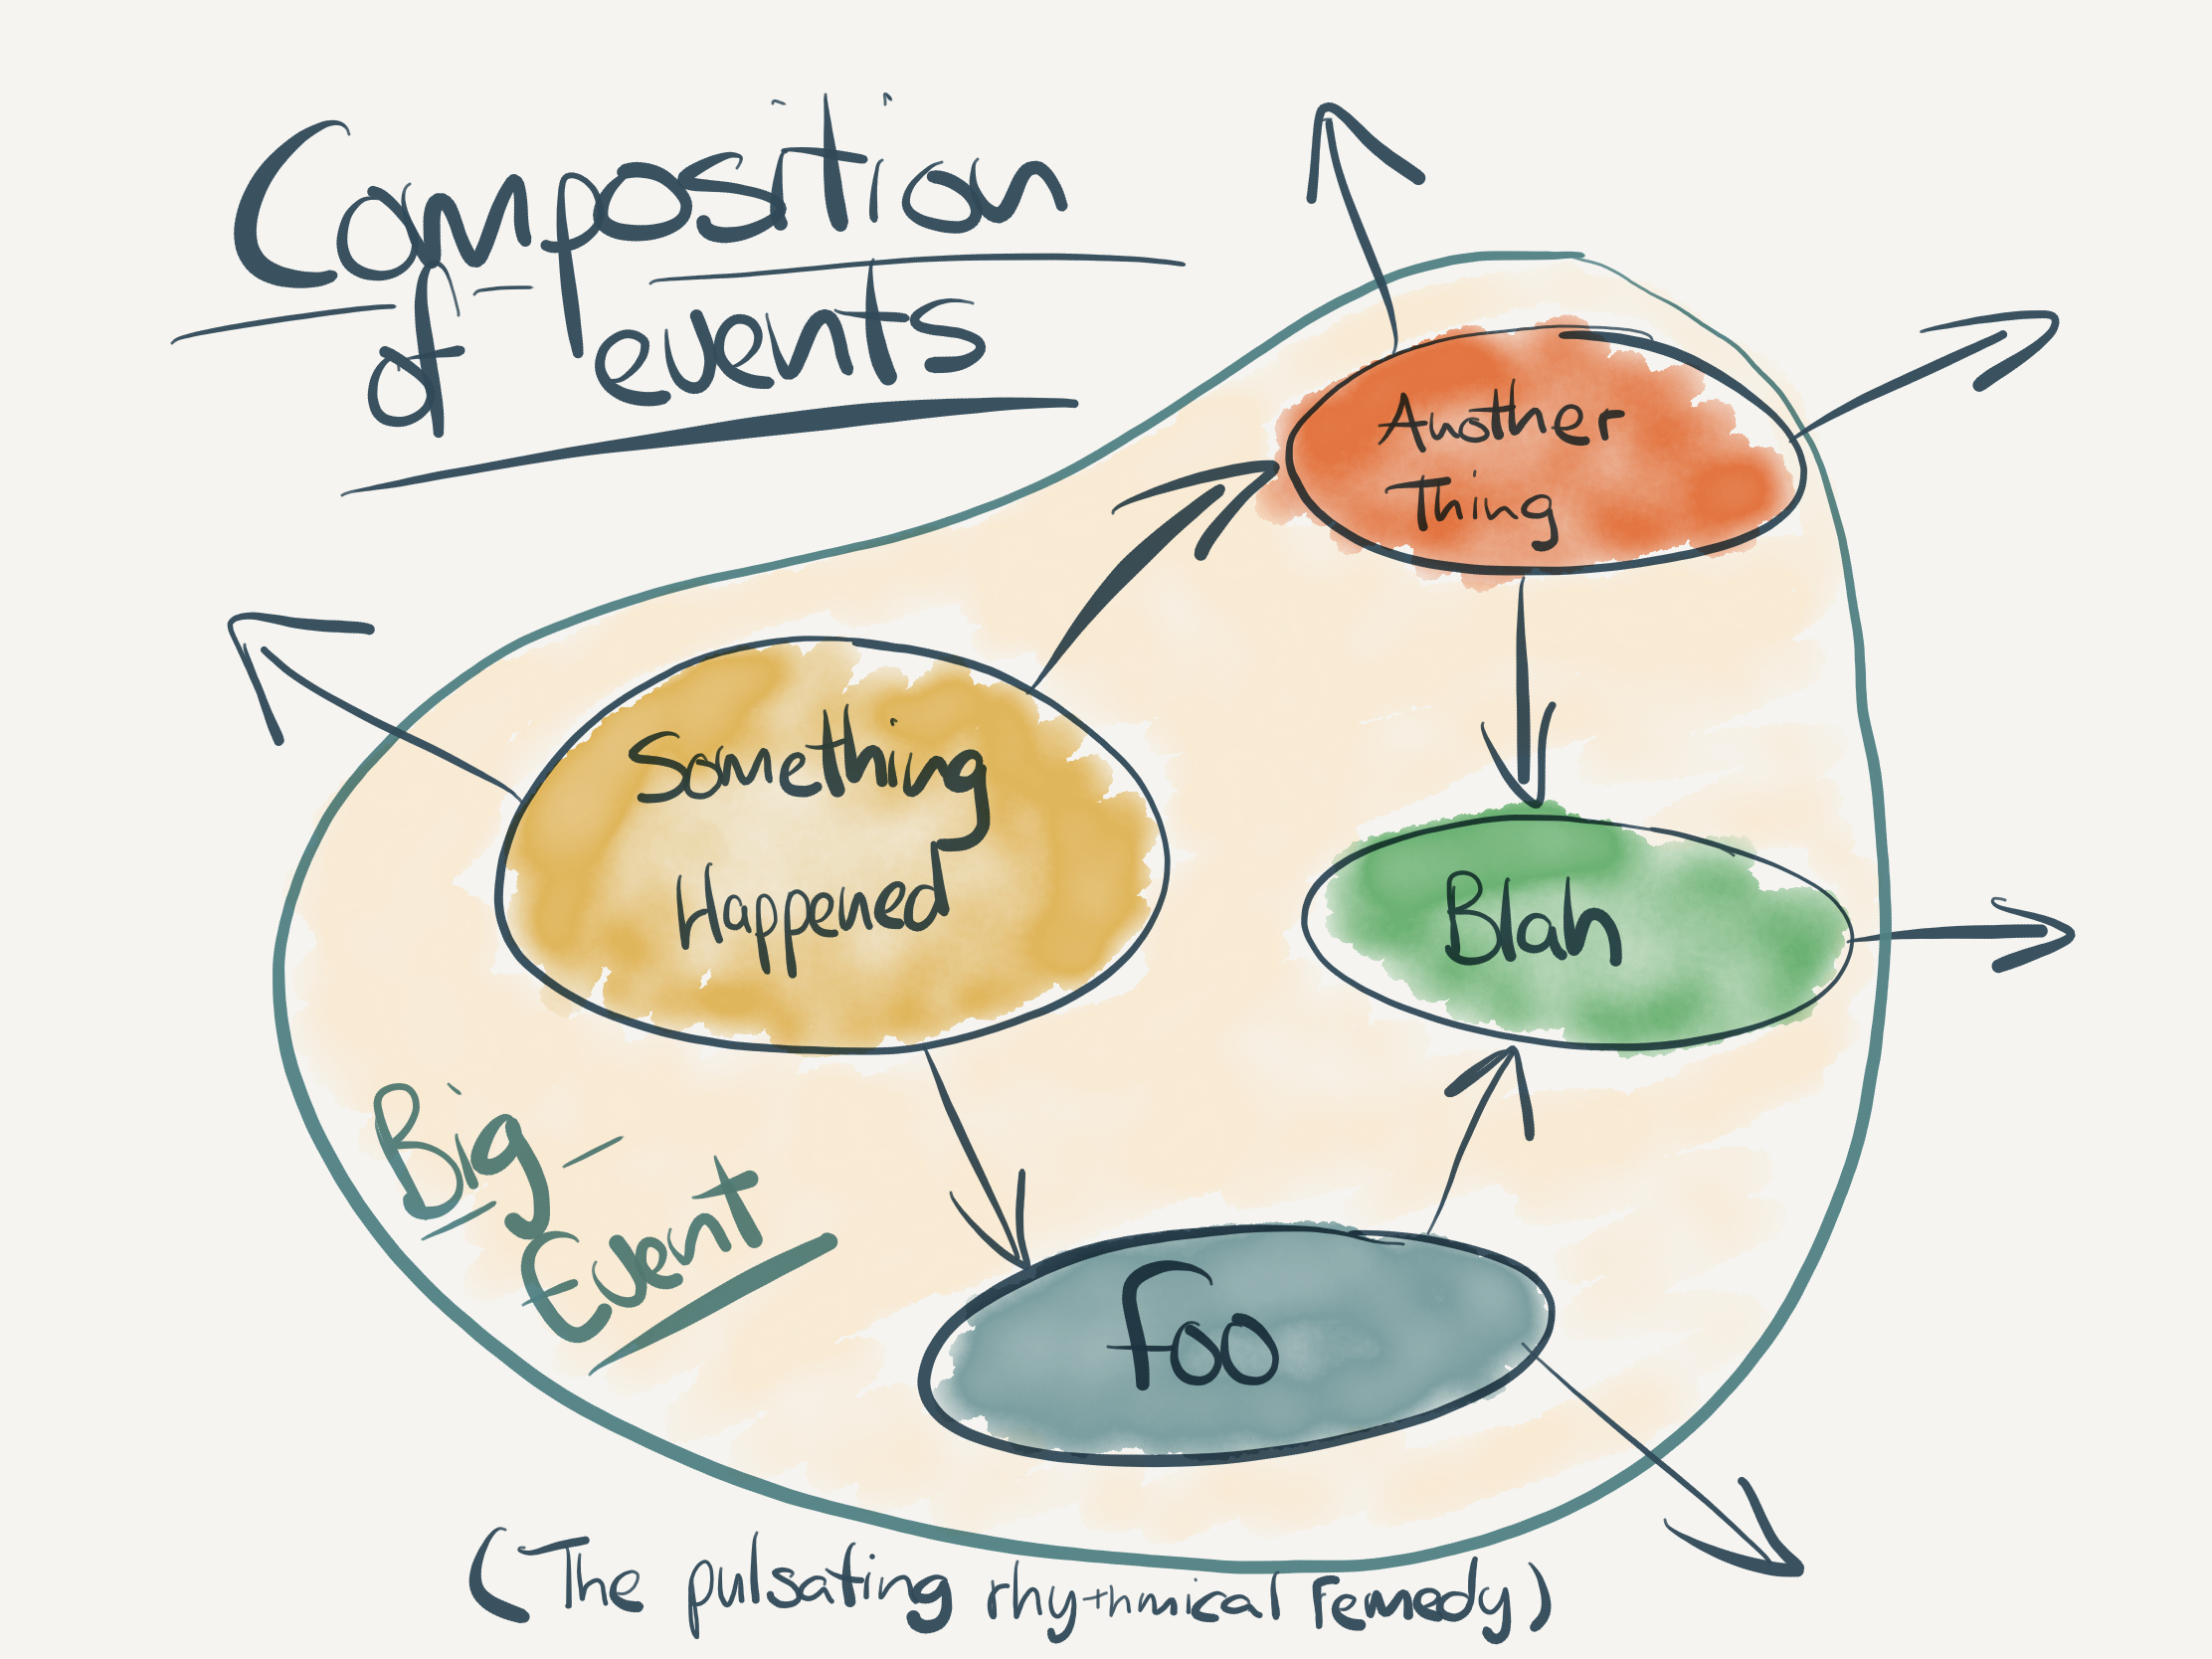 Composition
of events
Another
Thing
Something
Happened
Blah
Big-
Event
Foo
(The pulsating rhythmical remedy)